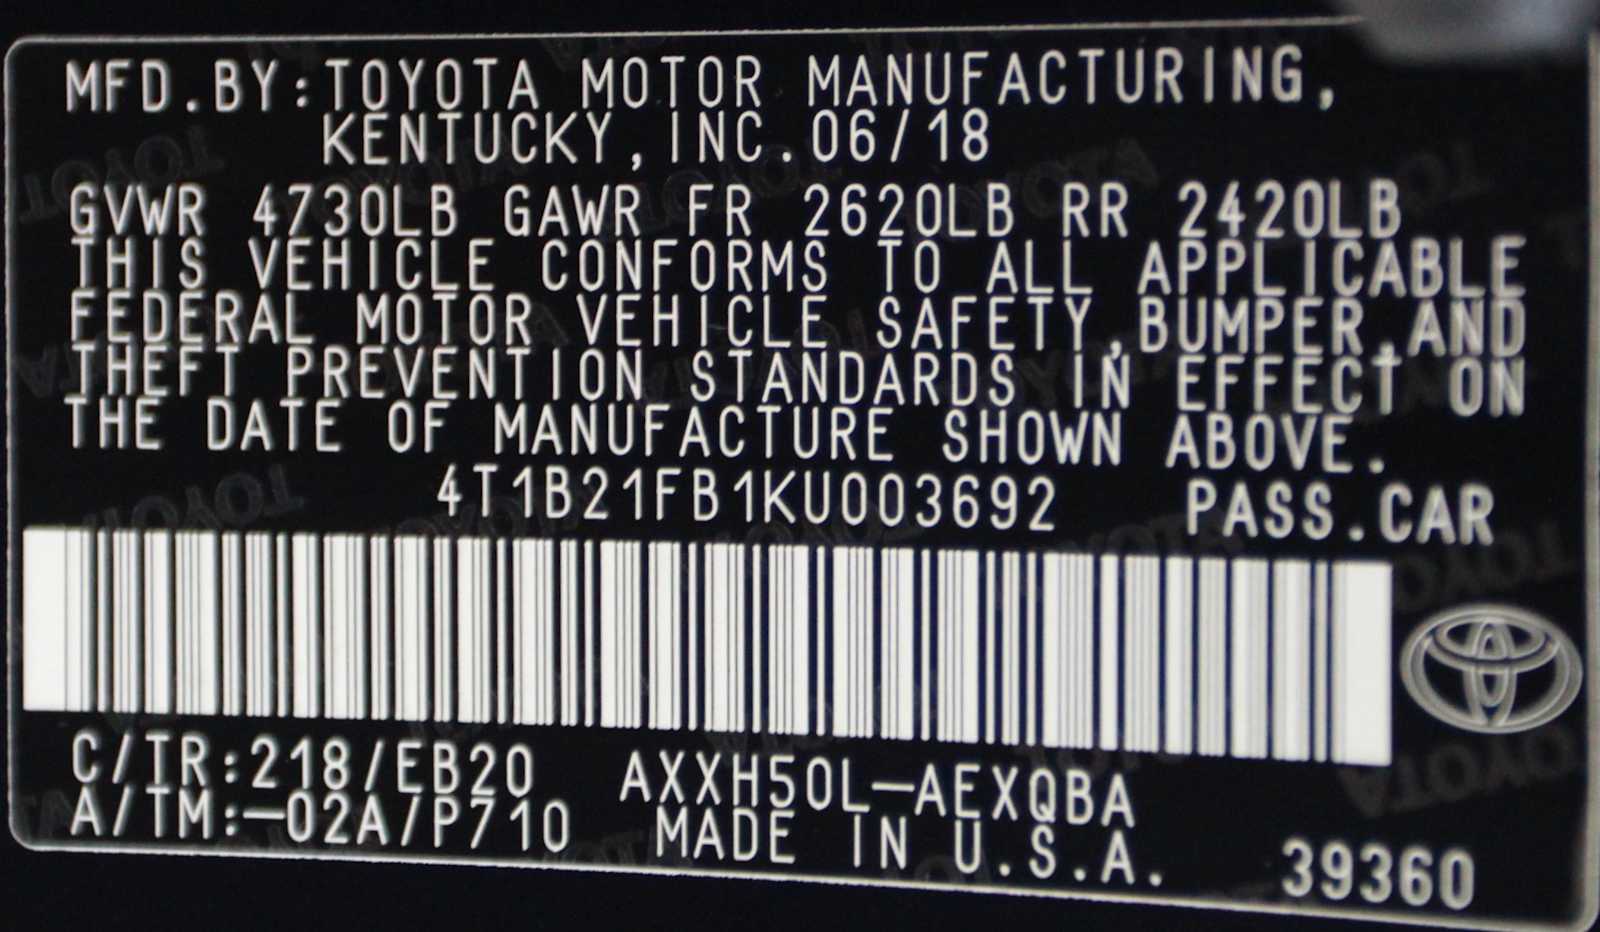 MFD.BY:TOYOTA MOTOR MANUFACTURING,
KENTUCKY,INC.06/18
GVWR 4730LB GAWR FR 2620LB RR 2420LB
THIS VEHICLE CONFORMS TO ALL APPLICABLE
FEDERAL MOTOR VEHICLE SAFETY,BUMPER,AND
THEFT PREVENTION STANDARDS IN EFFECT ON
THE DATE OF MANUFACTURE SHOWN ABOVE.
4T1B21FB1KU003692 PASS.CAR
C/TR:218/EB20 AXXH50L-AEXQBA
A/TM:-02A/P710 MADE IN U.S.A. 39360